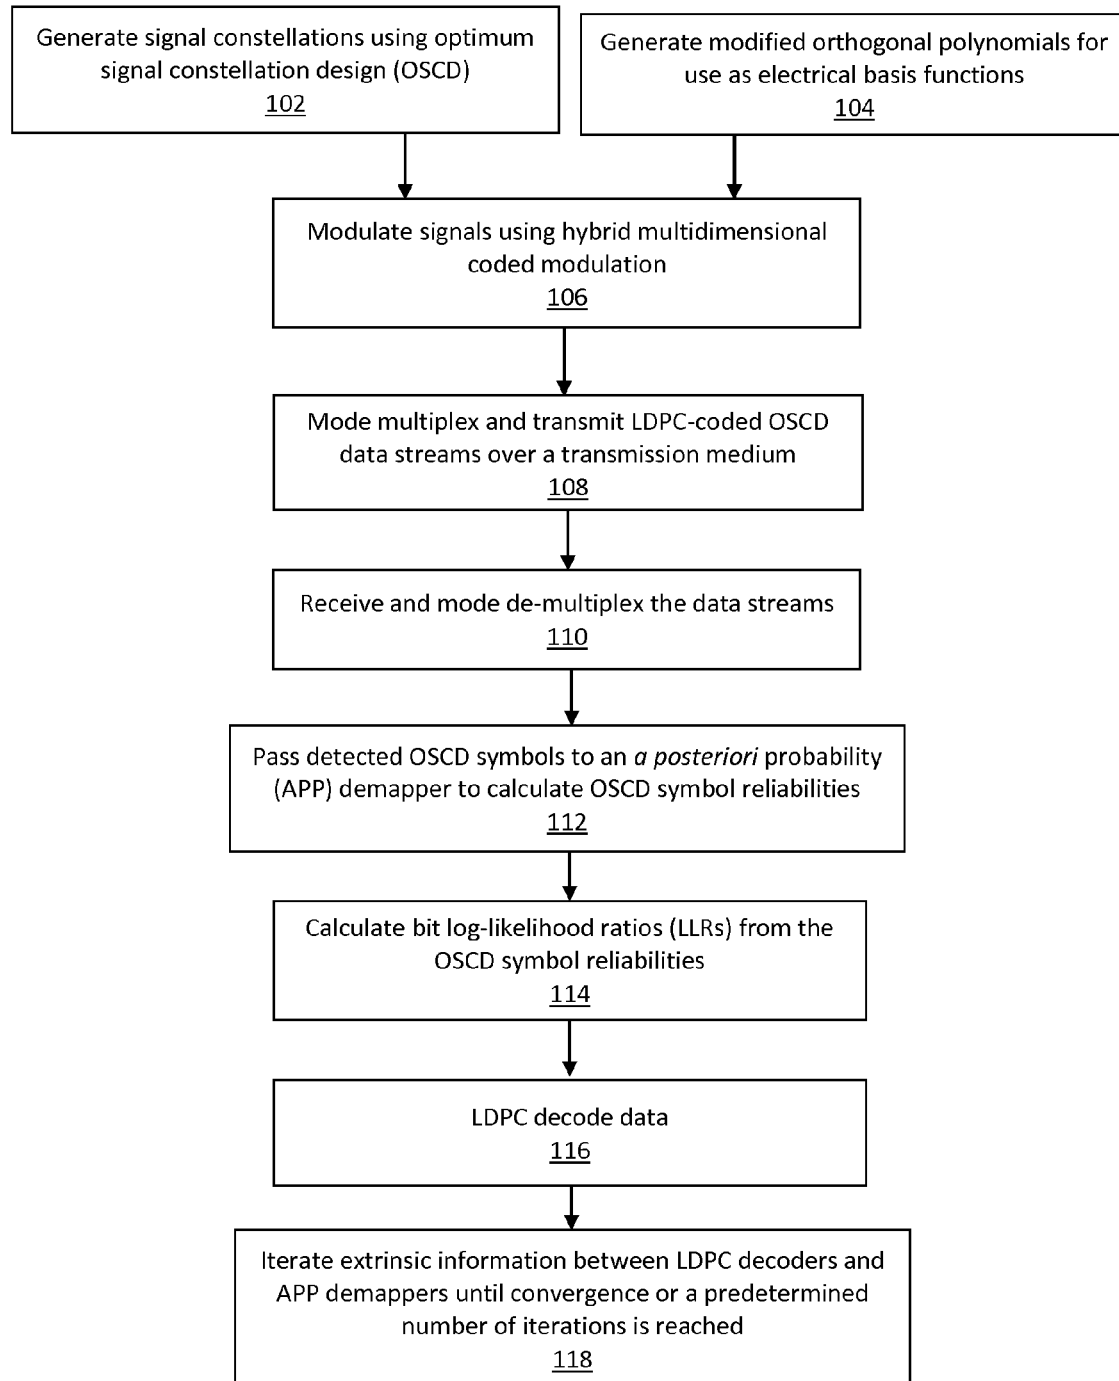 Generate signal constellations using optimum
signal constellation design (OSCD)
102
Generate modified orthogonal polynomials for
use as electrical basis functions
104
Modulate signals using hybrid multidimensional
coded modulation
106
Mode multiplex and transmit LDPC-coded OSCD
data streams over a transmission medium
108
Receive and mode de-multiplex the data streams
110
Pass detected OSCD symbols to an a posteriori probability
(APP) demapper to calculate OSCD symbol reliabilities
112
Calculate bit log-likelihood ratios (LLRs) from the
OSCD symbol reliabilities
114
LDPC decode data
116
Iterate extrinsic information between LDPC decoders and
APP demappers until convergence or a predetermined
number of iterations is reached
118